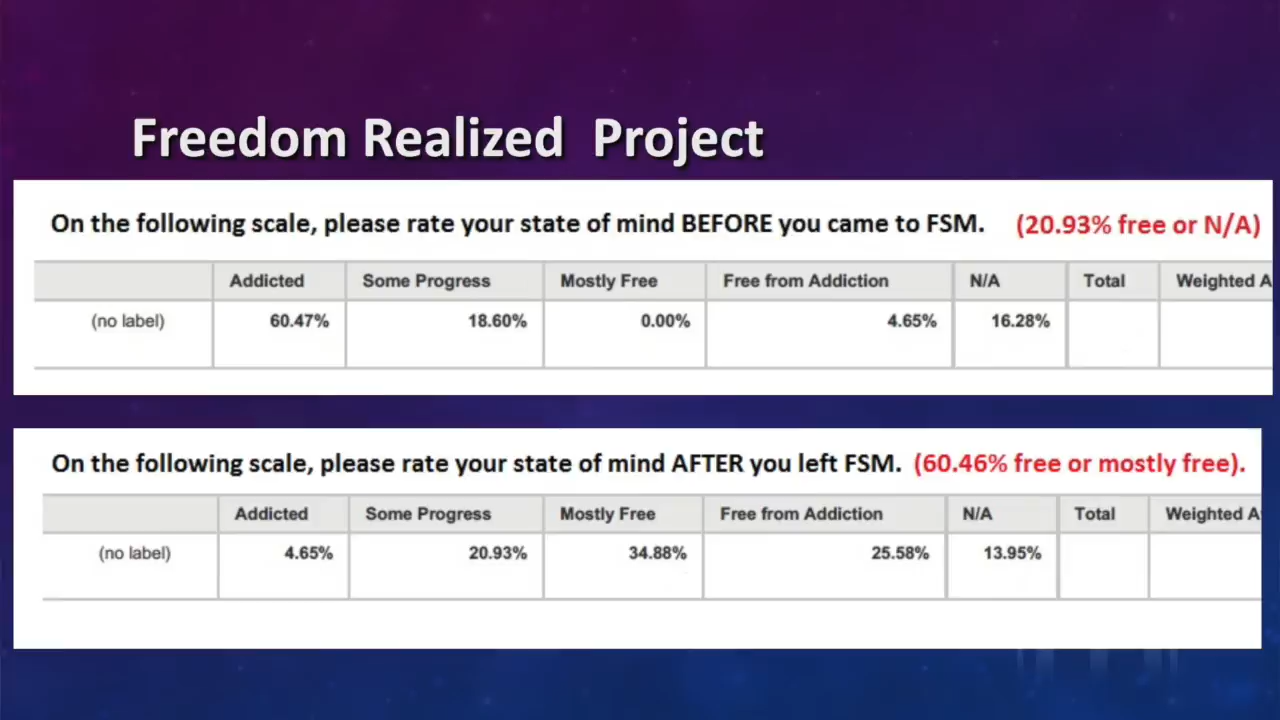 Freedom Realized Project
On the following scale, please rate your state of mind BEFORE you came to FSM. (20.93% free or N/A)
Addicted Some Progress Mostly Free Free from Addiction N/A Total Weighted A
(no label) 60.47% 18.60% 0.00% 4.65% 16.28%
On the following scale, please rate your state of mind AFTER you left FSM. (60.46% free or mostly free).
Addicted Some Progress Mostly Free Free from Addiction N/A Total Weighted A
(no label) 4.65% 20.93% 34.88% 25.58% 13.95%